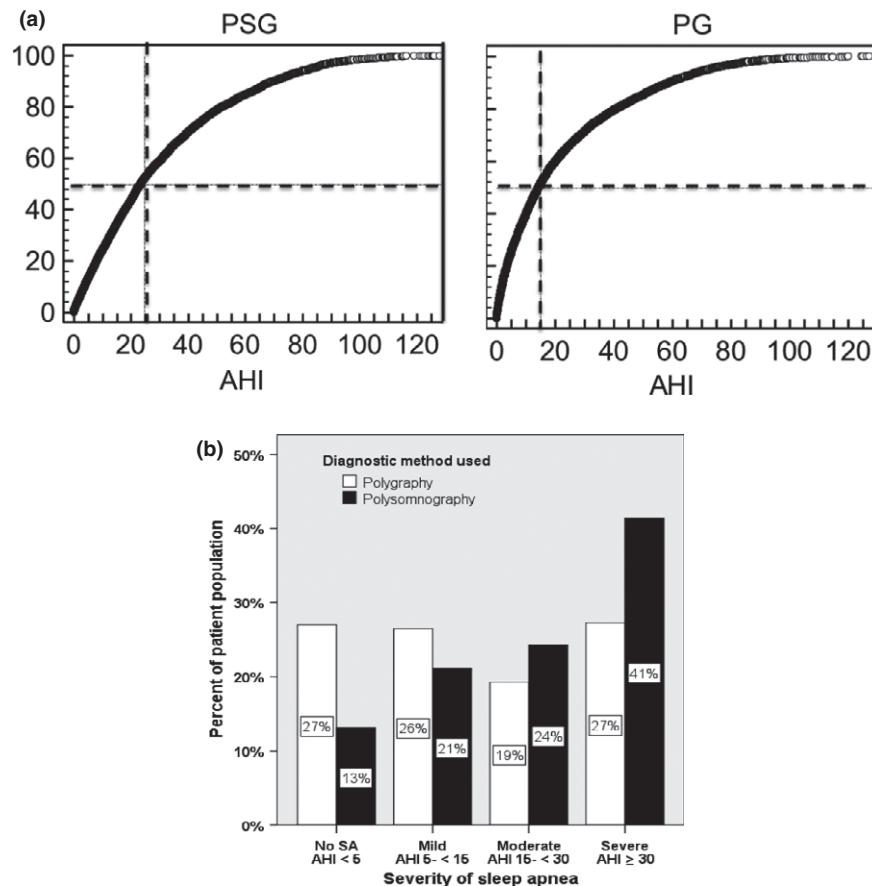 (a)
PSG
PG
100
80
60
40
20
0
0 20 40 60 80 100 120
0 20 40 60 80 100 120
AHI
AHI
(b)
50%
40%
30%
20%
10%
0%
Percent of patient population
Diagnostic method used
Polygraphy
Polysomnography
27%
13%
26%
21%
19%
24%
27%
41%
No SA Mild Moderate Severe
AHI < 5 AHI 5- < 15 AHI 15- < 30 AHI ≥ 30
Severity of sleep apnea